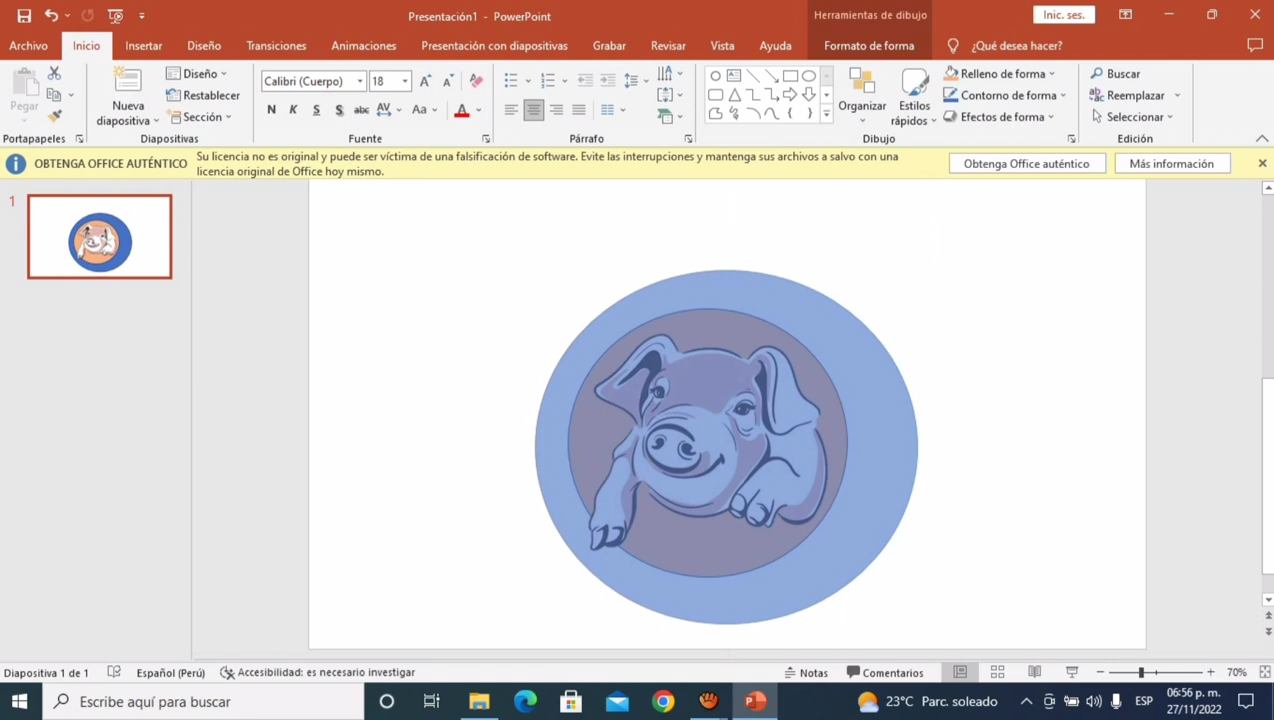 Presentación1 - PowerPoint
Herramientas de dibujo
Inic. ses.
Archivo
Inicio
Insertar
Diseño
Transiciones
Animaciones
Presentación con diapositivas
Grabar
Revisar
Vista
Ayuda
Formato de forma
¿Qué desea hacer?
Pegar
Portapapeles
Nueva
diapositiva
Diseño
Restablecer
Sección
Diapositivas
Calibri (Cuerpo)
18
N K S S abc AV Aa A
Fuente
Párrafo
Organizar
Estilos
rápidos
Relleno de forma
Contorno de forma
Efectos de forma
Dibujo
Buscar
Reemplazar
Seleccionar
Edición
OBTENGA OFFICE AUTÉNTICO
Su licencia no es original y puede ser víctima de una falsificación de software. Evite las interrupciones y mantenga sus archivos a salvo con una
licencia original de Office hoy mismo.
Obtenga Office auténtico
Más información
1
Diapositiva 1 de 1
Español (Perú)
Accesibilidad: es necesario investigar
Notas
Comentarios
70%
Escribe aquí para buscar
23°C Parc. soleado
ESP
06:56 p. m.
27/11/2022